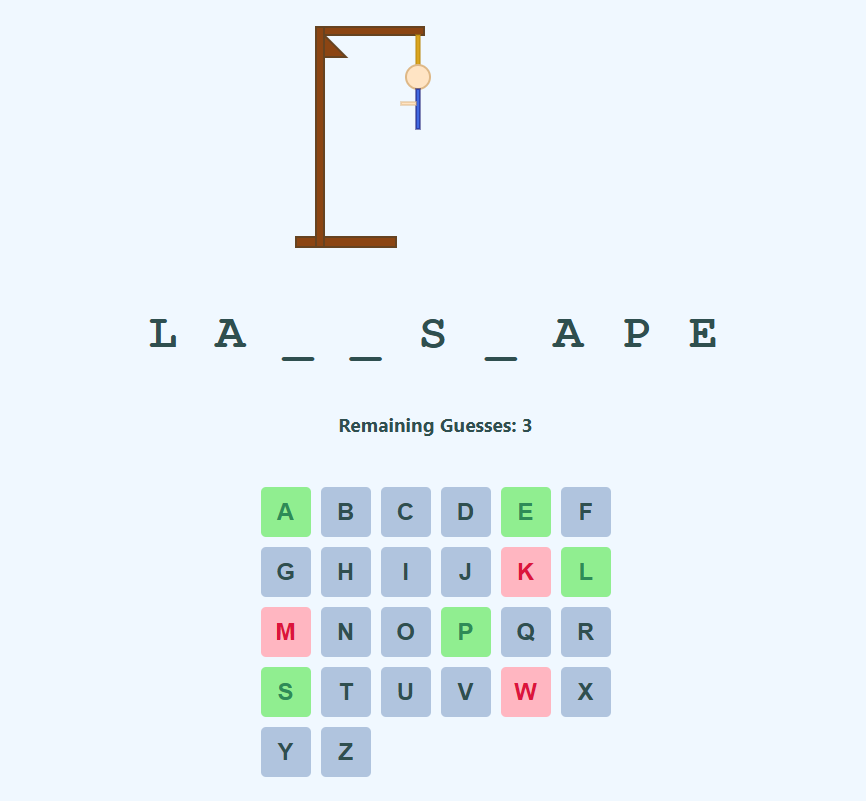 L A _ _ S _ A P E
Remaining Guesses: 3
A B C D E F
G H I J K L
M N O P Q R
S T U V W X
Y Z